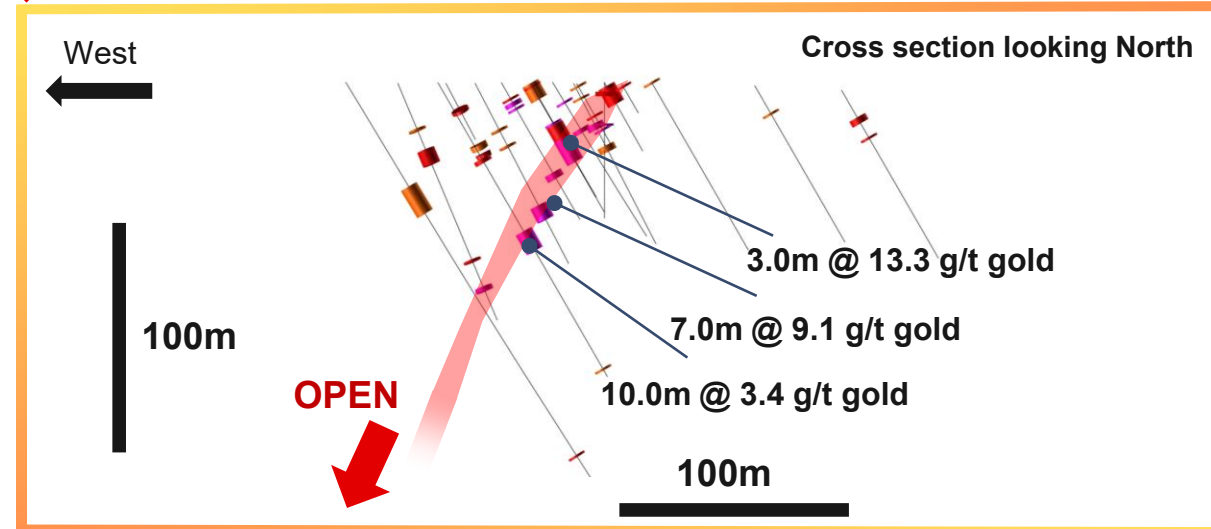 West
Cross section looking North
3.0m @ 13.3 g/t gold
7.0m @ 9.1 g/t gold
100m
OPEN
10.0m @ 3.4 g/t gold
100m